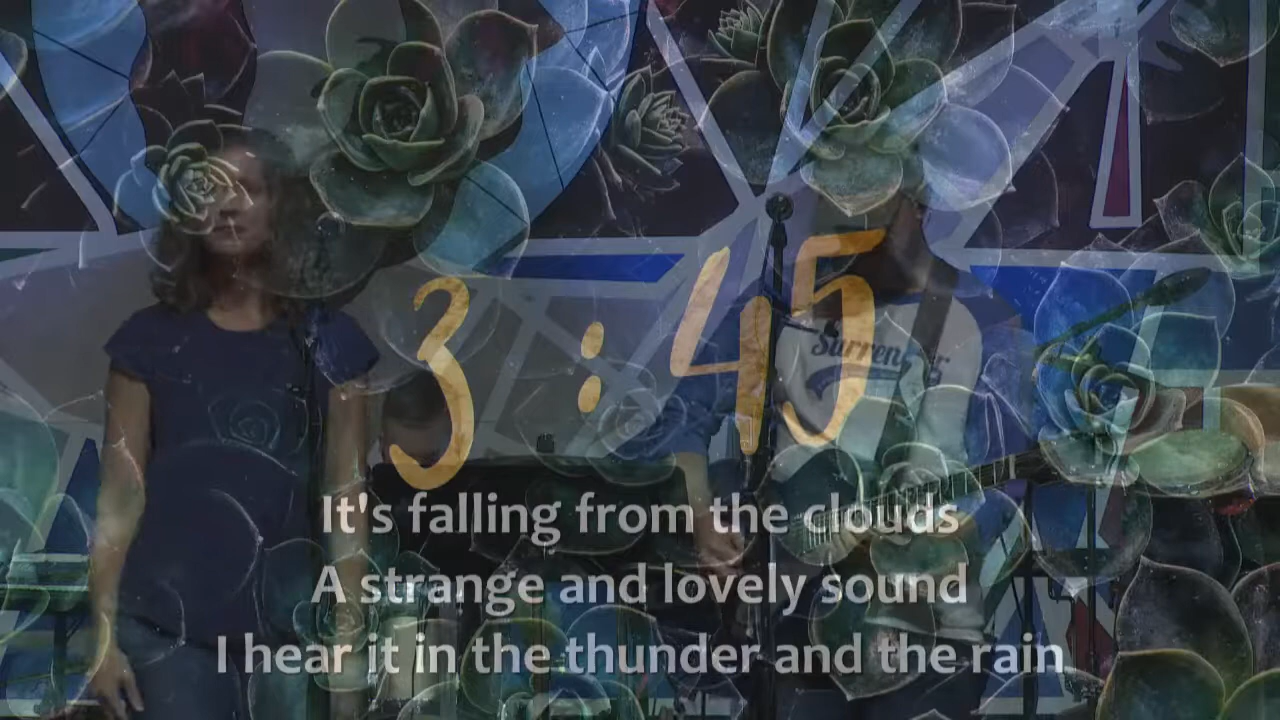 3:45
It's falling from the clouds
A strange and lovely sound
I hear it in the thunder and the rain